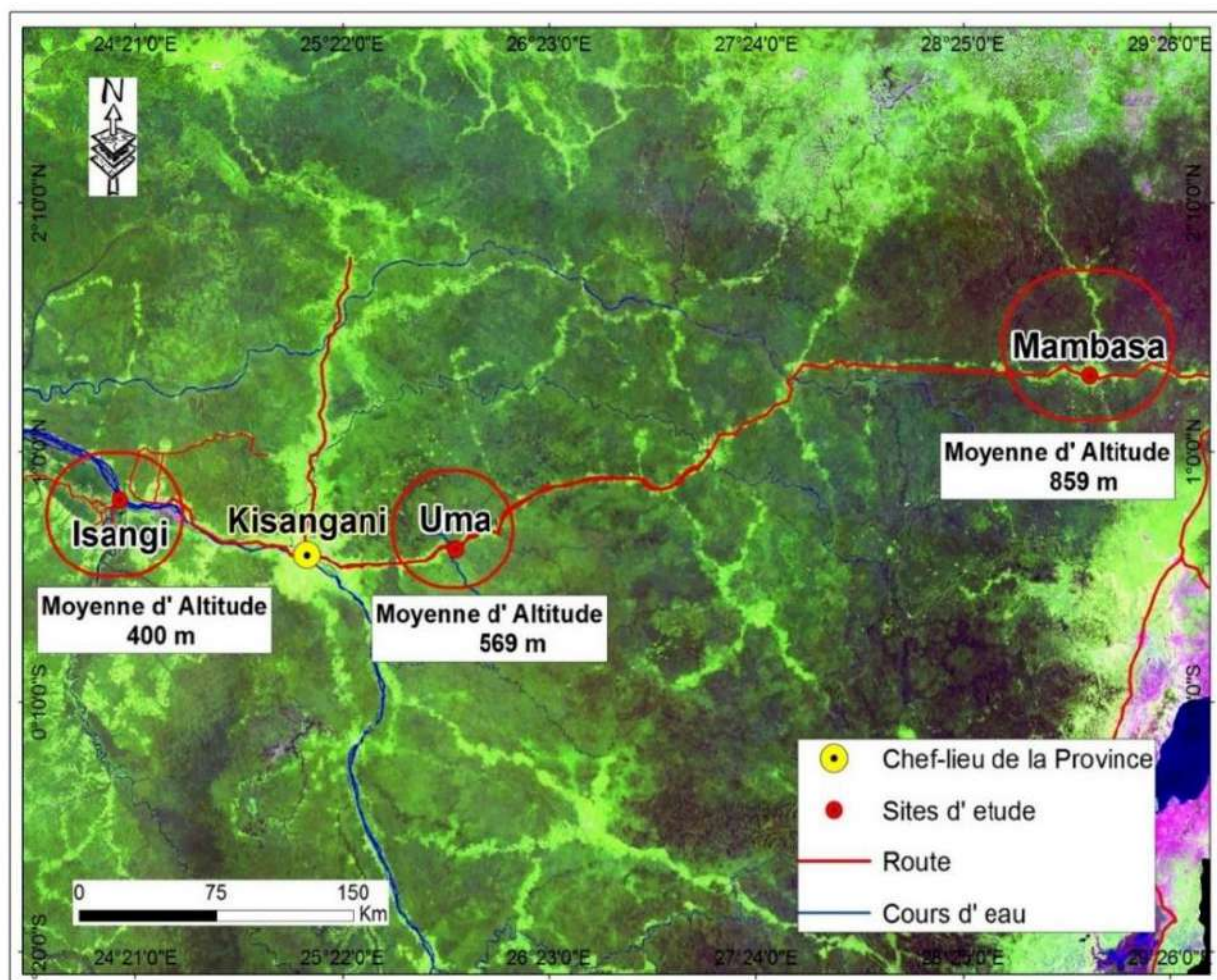 24°21'0"E 25°22'0"E 26°23'0"E 27°24'0"E 28°25'0"E 29°26'0"E
N
2°10'0"N 2°10'0"N
Mambasa
1°0'0"N 1°0'0"N
Moyenne d' Altitude
859 m
Isangi Kisangani Uma
Moyenne d' Altitude
400 m
Moyenne d' Altitude
569 m
0°10'0"S
Chef-lieu de la Province
Sites d' etude
Route
Cours d' eau
0 75 150
Km
24°21'0"E 25°22'0"E 26°23'0"E 27°24'0"E 28°25'0"E 29°26'0"E